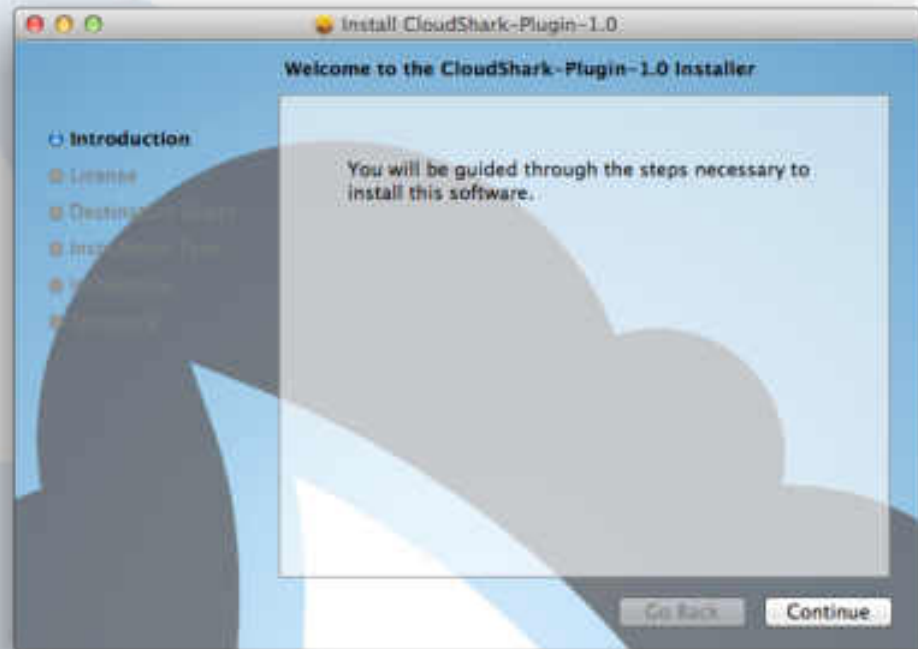 Install CloudShark-Plugin-1.0
Welcome to the CloudShark-Plugin-1.0 Installer
Introduction
License
You will be guided through the steps necessary to
install this software.
Go Back
Continue